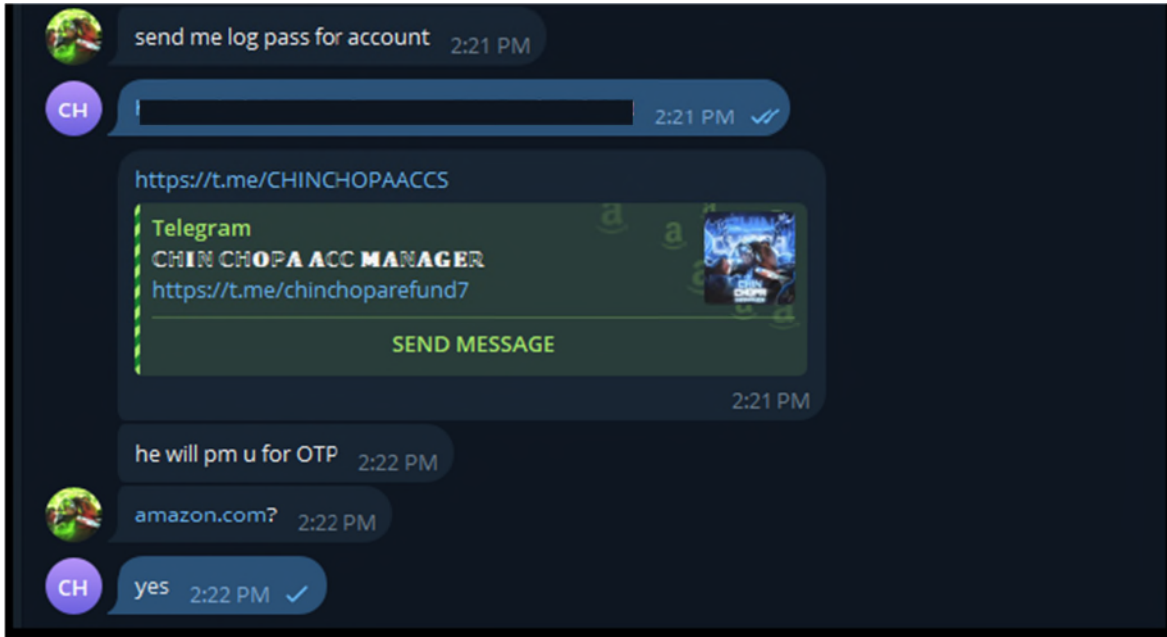 send me log pass for account 2:21 PM
CH
2:21 PM
https://t.me/CHINCHOPAACCS
Telegram
CHIN CHOPA ACC MANAGER
https://t.me/chinchoparefund7
SEND MESSAGE
2:21 PM
he will pm u for OTP 2:22 PM
amazon.com? 2:22 PM
CH
yes 2:22 PM